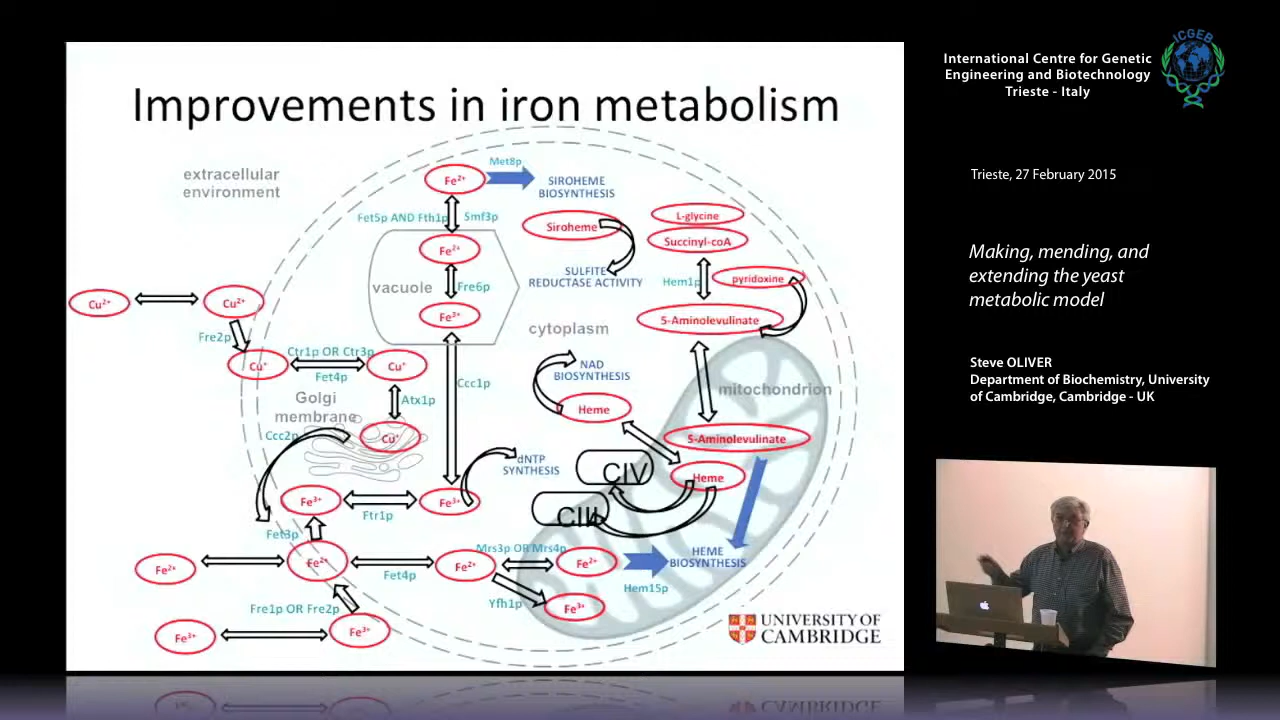 Improvements in iron metabolism
extracellular
environment
Met8p
Fe²⁺
SIROHEME
BIOSYNTHESIS
Fet5p AND Fth1p
Smf3p
Siroheme
L-glycine
Succinyl-coA
Fe²⁺
SULFITE
REDUCTASE ACTIVITY
Hem1p
pyridoxine
vacuole
Fre6p
Fe³⁺
Cu²⁺
Cu²⁺
cytoplasm
5-Aminolevulinate
Fre2p
Cu⁺
Ctr1p OR Ctr3p
Fet4p
Cu⁺
NAD
BIOSYNTHESIS
Ccc1p
mitochondrion
Golgi
membrane
Atx1p
Heme
Ccc2p
Cu⁺
5-Aminolevulinate
dNTP
SYNTHESIS
CIV
Heme
Fe³⁺
Ftr1p
Fe³⁺
CIII
Fet3p
Mrs3p OR Mrs4p
HEME
BIOSYNTHESIS
Fe²⁺
Fe²⁺
Fet4p
Fe²⁺
Fe²⁺
Hem15p
Yfh1p
Fe³⁺
Fre1p OR Fre2p
Fe³⁺
Fe³⁺
UNIVERSITY OF
CAMBRIDGE
International Centre for Genetic
Engineering and Biotechnology
Trieste - Italy
ICGEB
Trieste, 27 February 2015
Making, mending, and
extending the yeast
metabolic model
Steve OLIVER
Department of Biochemistry, University
of Cambridge, Cambridge - UK